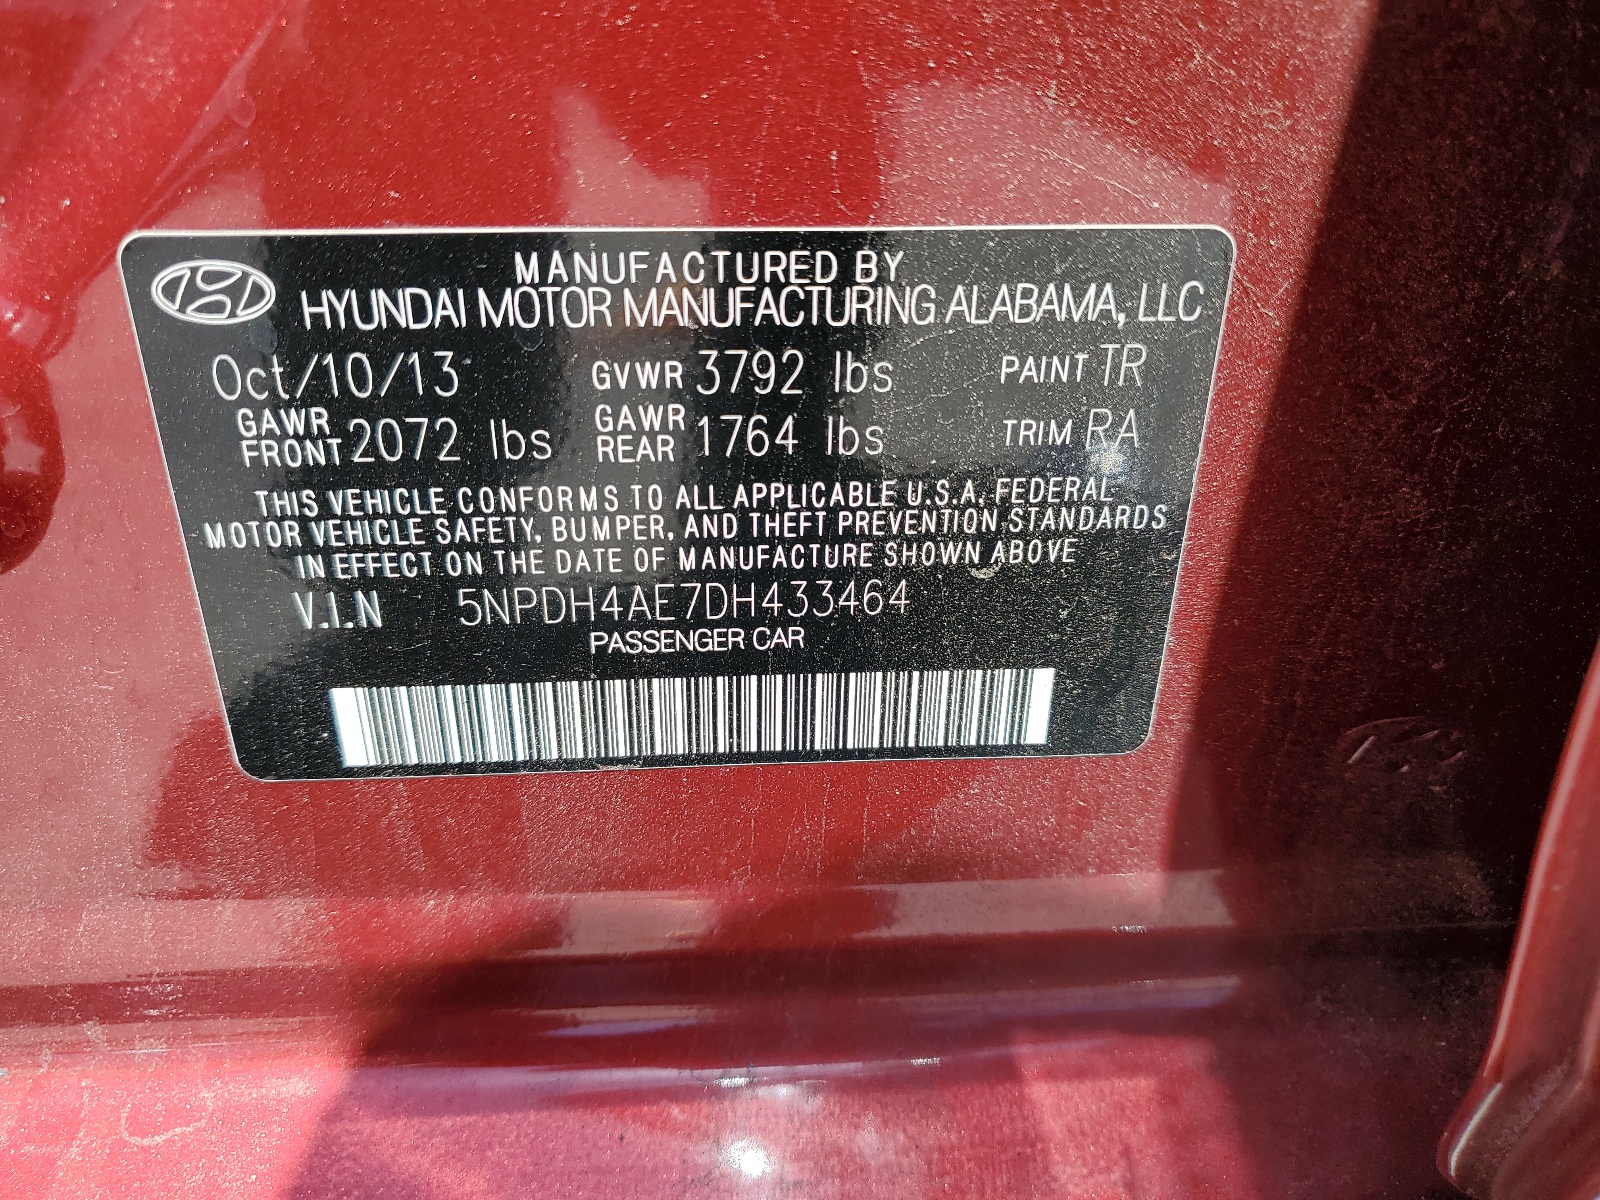 MANUFACTURED BY
HYUNDAI MOTOR MANUFACTURING ALABAMA, LLC
Oct/10/13 GVWR 3792 lbs PAINT TR
GAWR FRONT 2072 lbs GAWR REAR 1764 lbs TRIM RA
THIS VEHICLE CONFORMS TO ALL APPLICABLE U.S.A. FEDERAL
MOTOR VEHICLE SAFETY, BUMPER, AND THEFT PREVENTION STANDARDS
IN EFFECT ON THE DATE OF MANUFACTURE SHOWN ABOVE
V.I.N 5NPDH4AE7DH433464
PASSENGER CAR